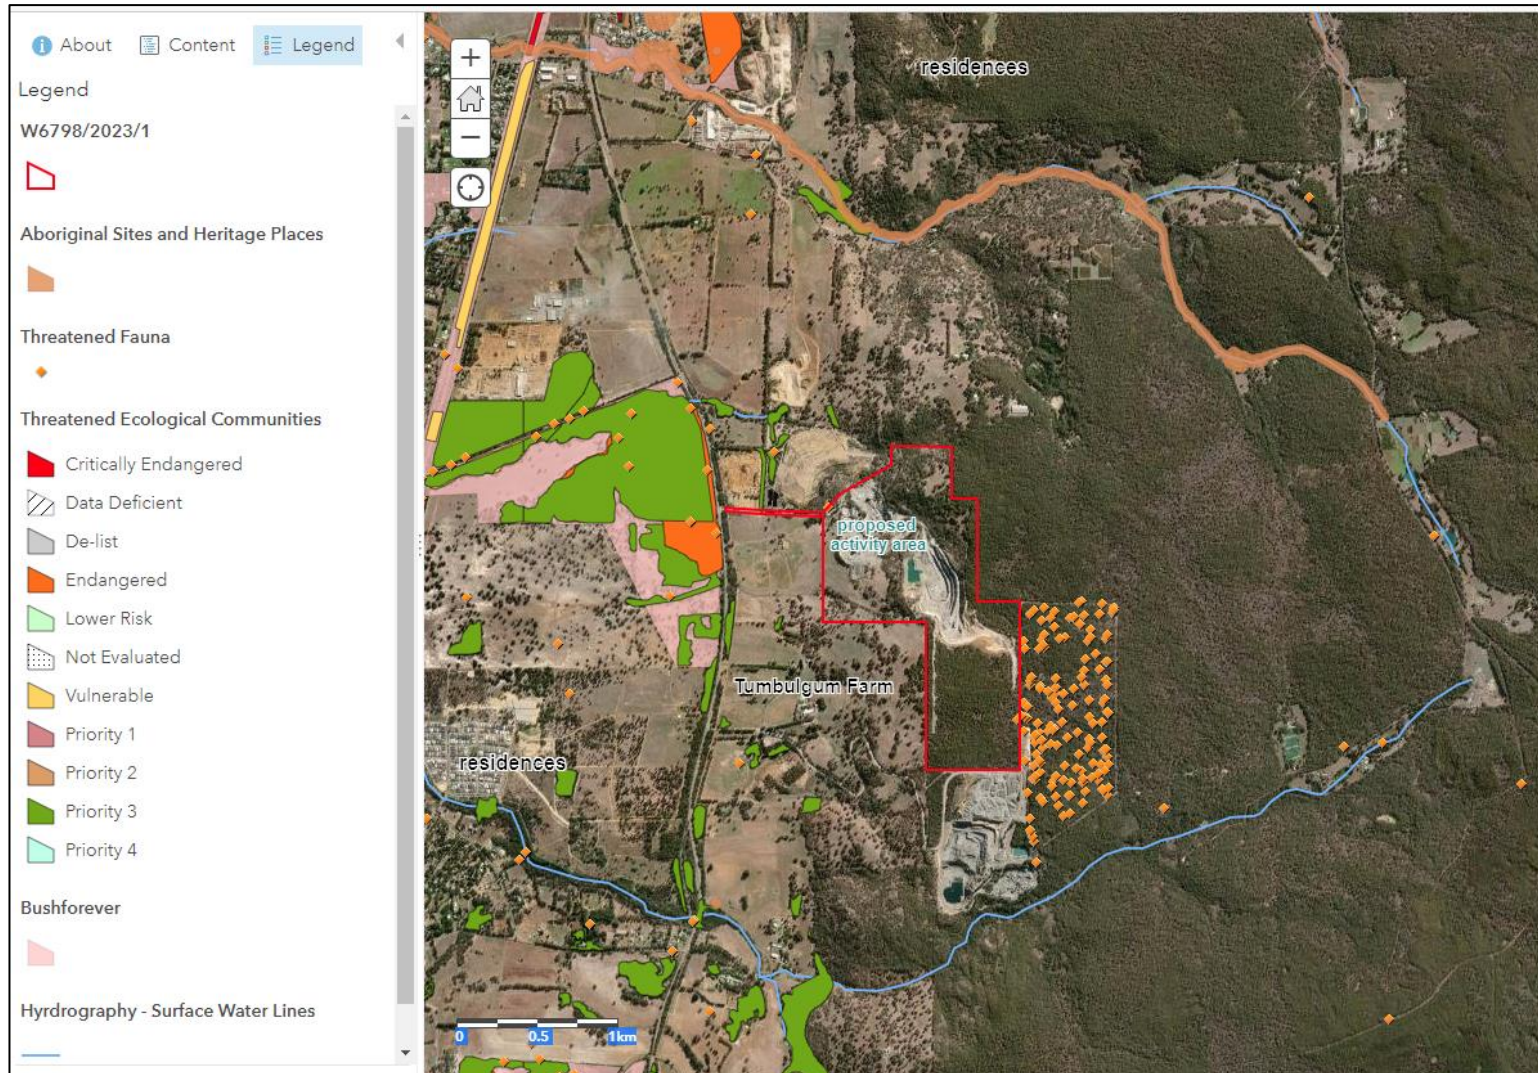 About Content Legend
Legend
W6798/2023/1
Aboriginal Sites and Heritage Places
Threatened Fauna
Threatened Ecological Communities
Critically Endangered
Data Deficient
De-list
Endangered
Lower Risk
Not Evaluated
Vulnerable
Priority 1
Priority 2
Priority 3
Priority 4
Bushforever
Hyrdrography - Surface Water Lines
residences
proposed
activity area
Tumbulgum Farm
residences
0 0.5 1km